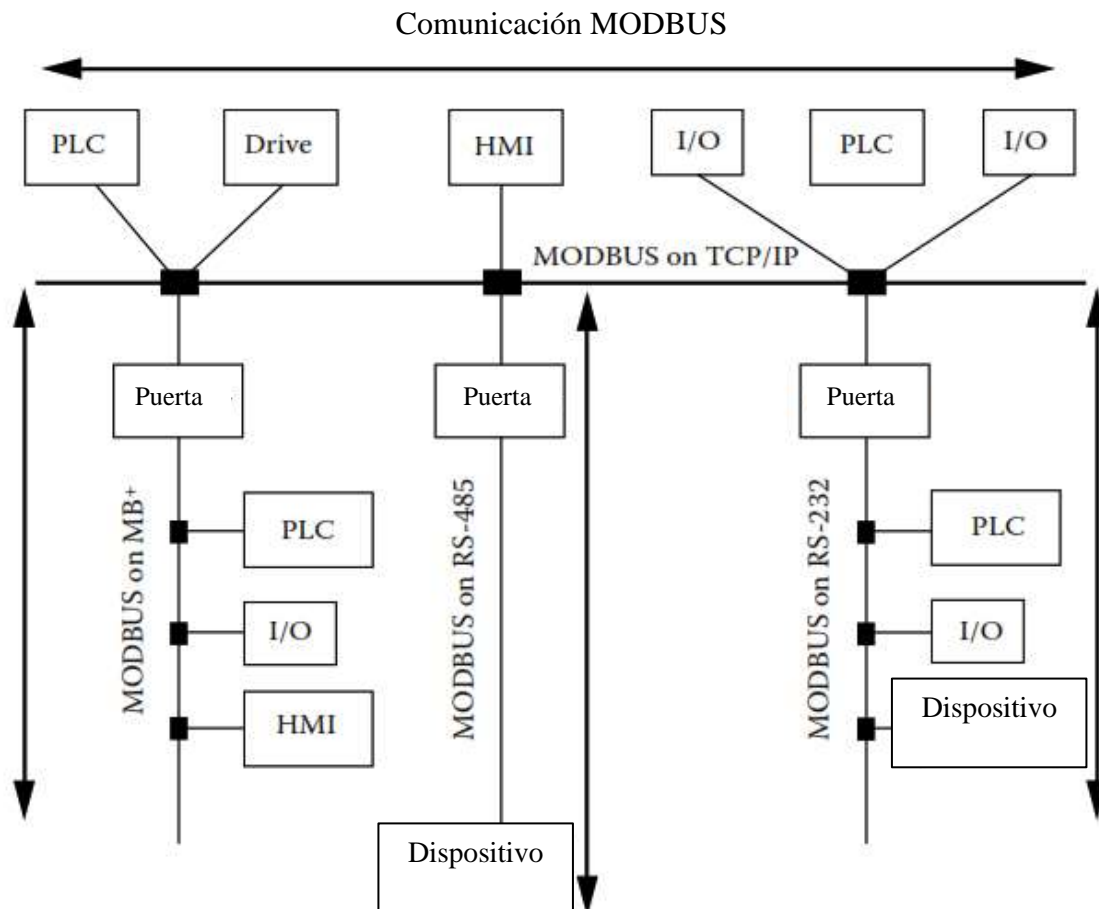 Comunicación MODBUS
PLC
Drive
HMI
I/O
PLC
I/O
MODBUS on TCP/IP
Puerta
Puerta
Puerta
MODBUS on MB+
PLC
I/O
HMI
MODBUS on RS-485
Dispositivo
MODBUS on RS-232
PLC
I/O
Dispositivo